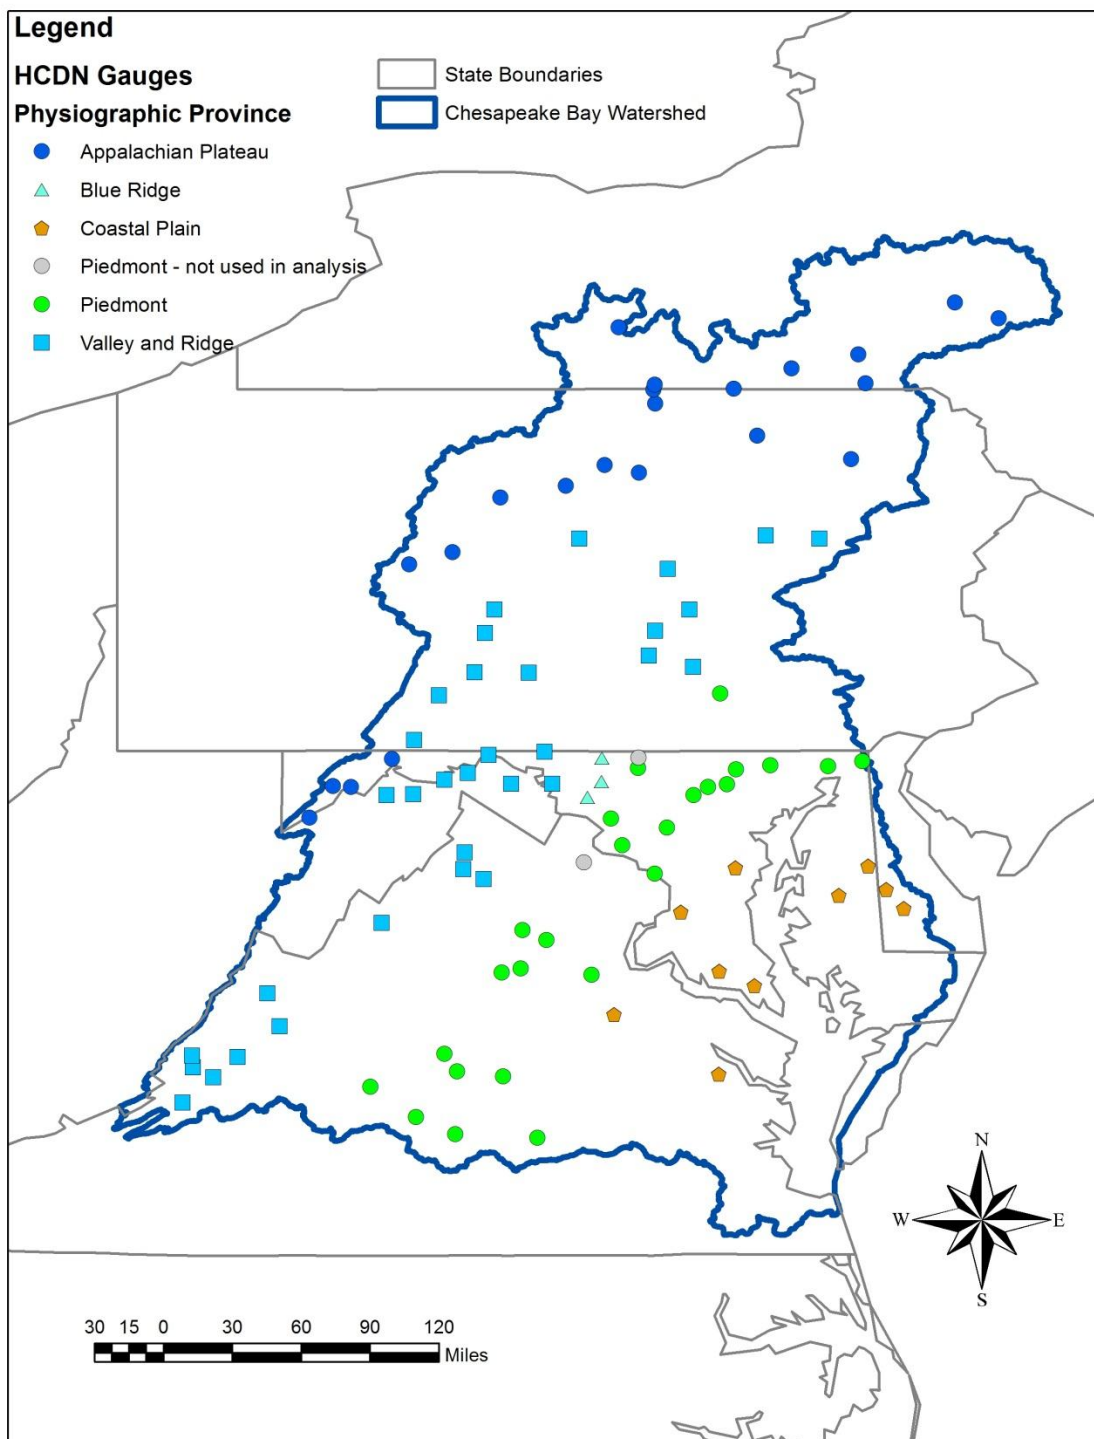 Legend
HCDN Gauges
Physiographic Province
Appalachian Plateau
Blue Ridge
Coastal Plain
Piedmont - not used in analysis
Piedmont
Valley and Ridge
State Boundaries
Chesapeake Bay Watershed
N
W E
S
30 15 0 30 60 90 120
Miles